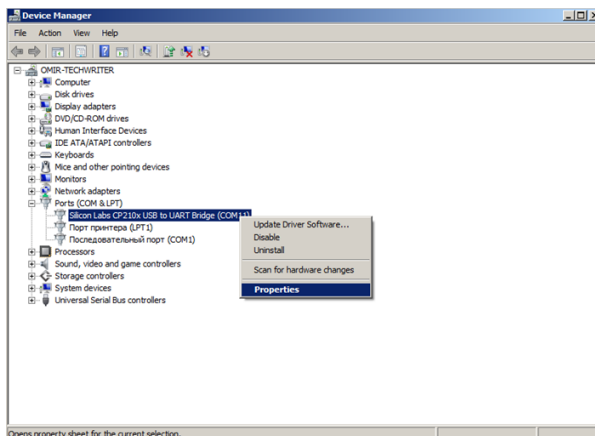 Device Manager
File Action View Help
OMIR-TECHWRITER
Computer
Disk drives
Display adapters
DVD/CD-ROM drives
Human Interface Devices
IDE ATA/ATAPI controllers
Keyboards
Mice and other pointing devices
Monitors
Network adapters
Ports (COM & LPT)
Silicon Labs CP210x USB to UART Bridge (COM11)
Порт принтера (LPT1)
Последовательный порт (COM1)
Processors
Sound, video and game controllers
Storage controllers
System devices
Universal Serial Bus controllers
Update Driver Software...
Disable
Uninstall
Scan for hardware changes
Properties
Opens property sheet for the current selection.